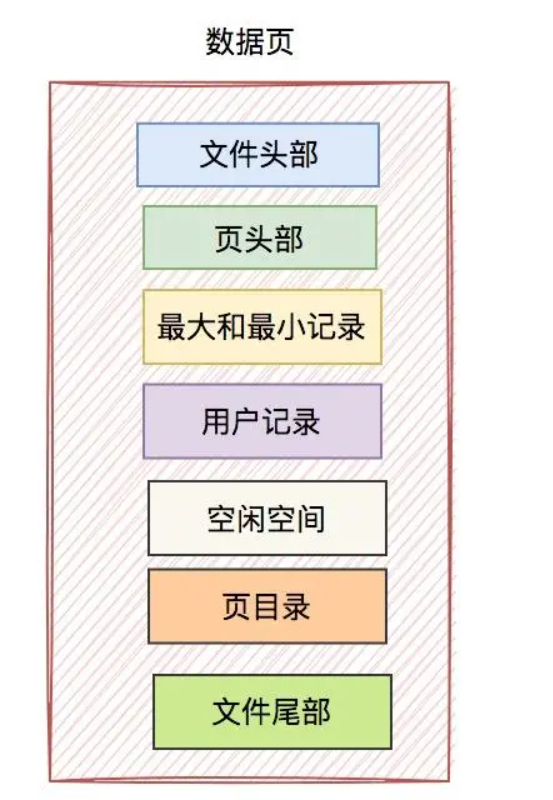 数据页
文件头部
页头部
最大和最小记录
用户记录
空闲空间
页目录
文件尾部